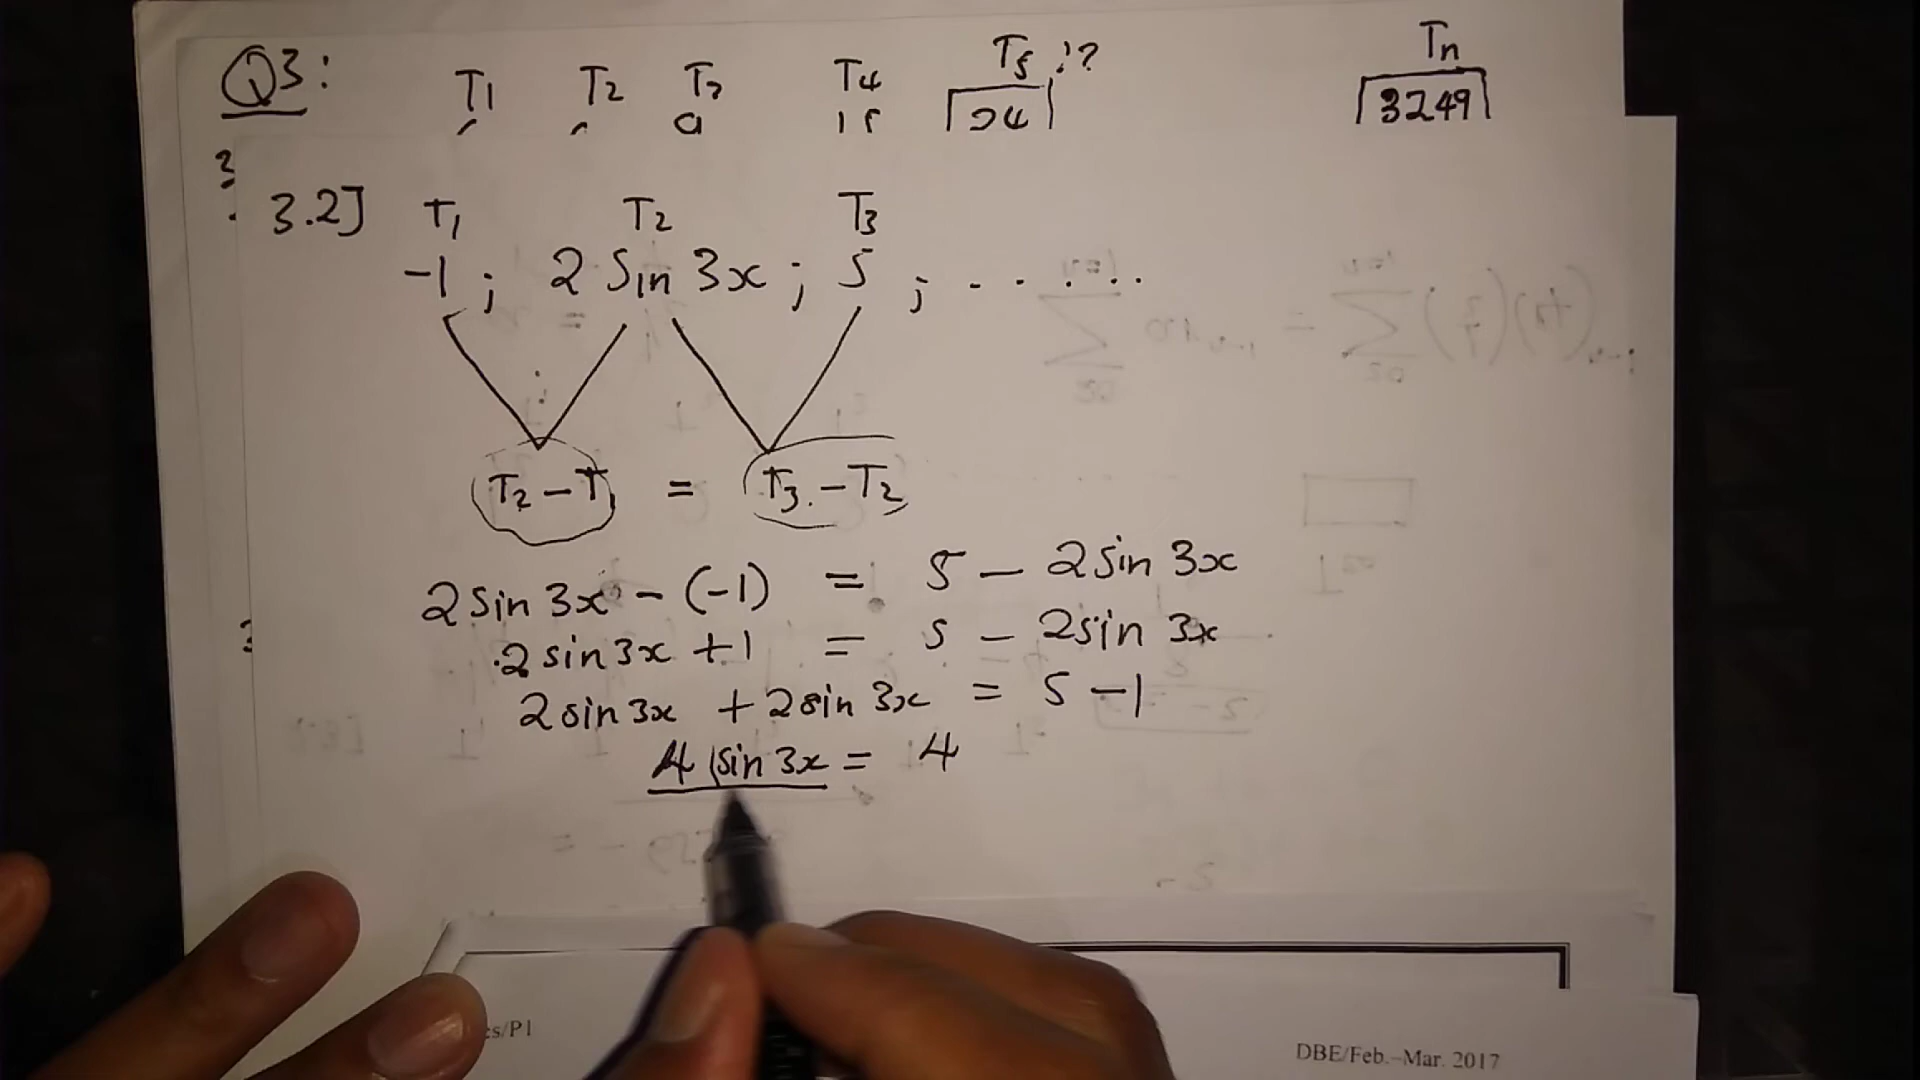 Q3: T1 T2 T3 T4 T5 !? Tn
3249
3.2] T1 T2 T3
-1 ; 2 Sin 3x ; 5 ; . . . . .
T2 - T1 = T3 - T2
2 sin 3x - (-1) = 5 - 2 sin 3x
2 sin 3x + 1 = 5 - 2 sin 3x
2 sin 3x + 2 sin 3x = 5 - 1
4 sin 3x = 4
DBE/Feb.–Mar. 2017